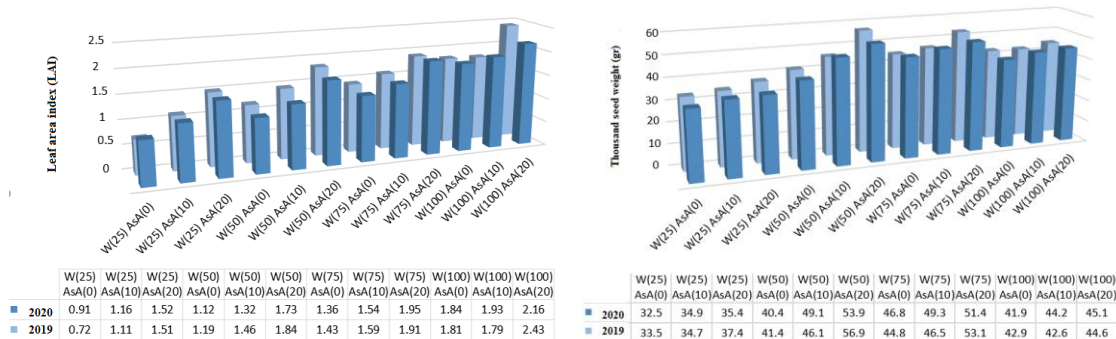 Leaf area index (LAI)
2.5
2
1.5
1
0.5
0
W(25) AsA(0)
W(25) AsA(10)
W(25) AsA(20)
W(50) AsA(0)
W(50) AsA(10)
W(50) AsA(20)
W(75) AsA(0)
W(75) AsA(10)
W(75) AsA(20)
W(100) AsA(0)
W(100) AsA(10)
W(100) AsA(20)
W(25) W(25) W(25) W(50) W(50) W(50) W(75) W(75) W(75) W(100) W(100) W(100)
AsA(0) AsA(10) AsA(20) AsA(0) AsA(10) AsA(20) AsA(0) AsA(10) AsA(20) AsA(0) AsA(10) AsA(20)
2020 0.91 1.16 1.52 1.12 1.32 1.73 1.36 1.54 1.95 1.84 1.93 2.16
2019 0.72 1.11 1.51 1.19 1.46 1.84 1.43 1.59 1.91 1.81 1.79 2.43
Thousand seed weight (gr)
60
50
40
30
20
10
0
W(25) AsA(0)
W(25) AsA(10)
W(25) AsA(20)
W(50) AsA(0)
W(50) AsA(10)
W(50) AsA(20)
W(75) AsA(0)
W(75) AsA(10)
W(75) AsA(20)
W(100) AsA(0)
W(100) AsA(10)
W(100) AsA(20)
W(25) W(25) W(25) W(50) W(50) W(50) W(75) W(75) W(75) W(100) W(100) W(100)
AsA(0) AsA(10) AsA(20) AsA(0) AsA(10) AsA(20) AsA(0) AsA(10) AsA(20) AsA(0) AsA(10) AsA(20)
2020 32.5 34.9 35.4 40.4 49.1 53.9 46.8 49.3 51.4 41.9 44.2 45.1
2019 33.5 34.7 37.4 41.4 46.1 56.9 44.8 46.5 53.1 42.9 42.6 44.6